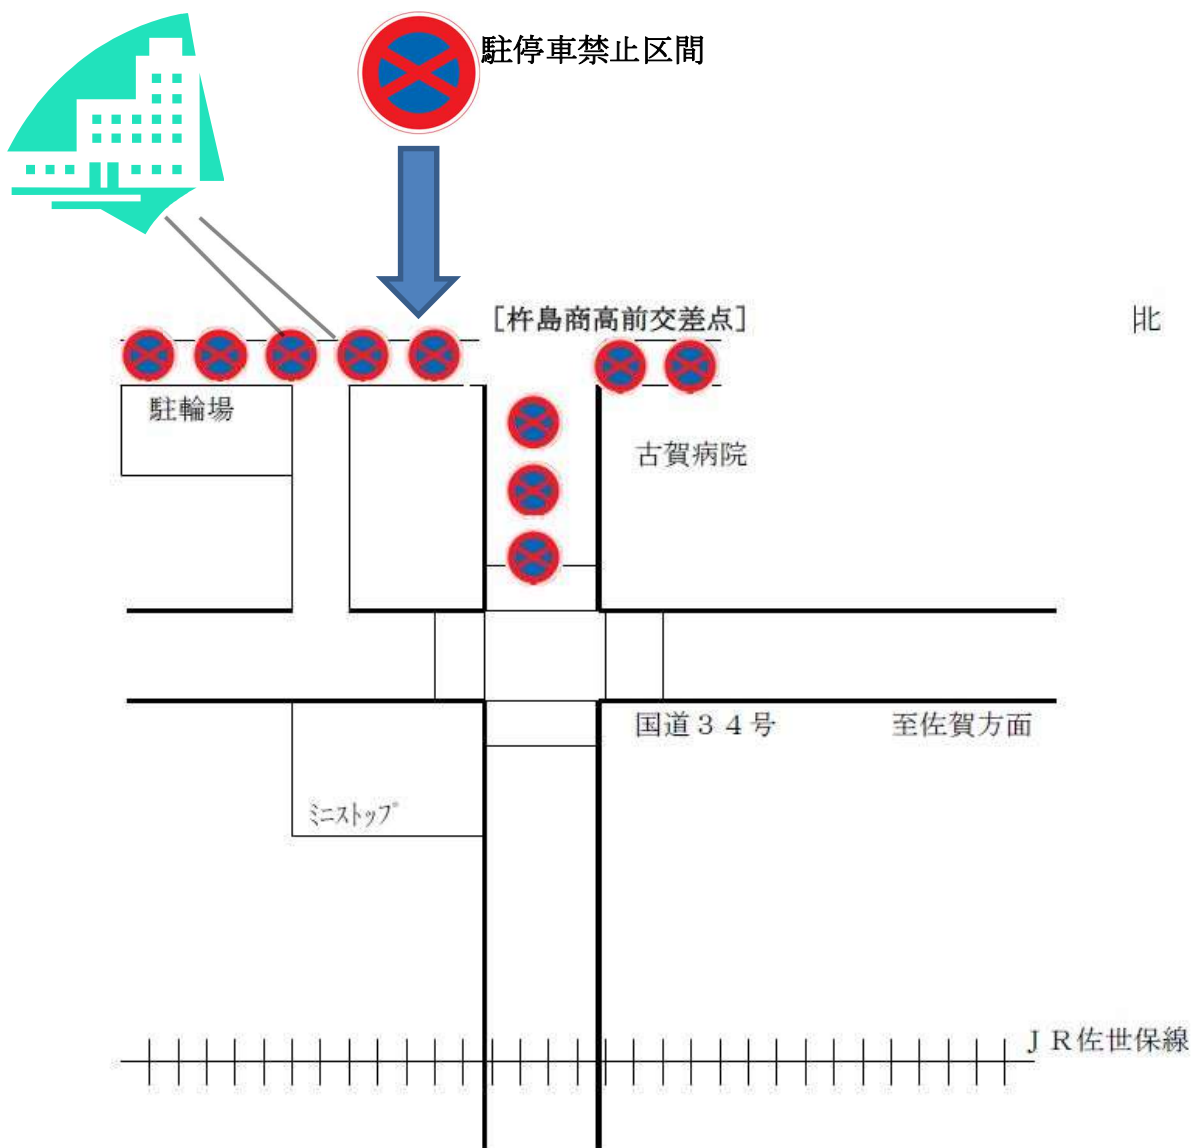 駐停車禁止区間
[杵島商高前交差点]
北
駐輪場
古賀病院
国道34号
至佐賀方面
ミニストップ
JR佐世保線